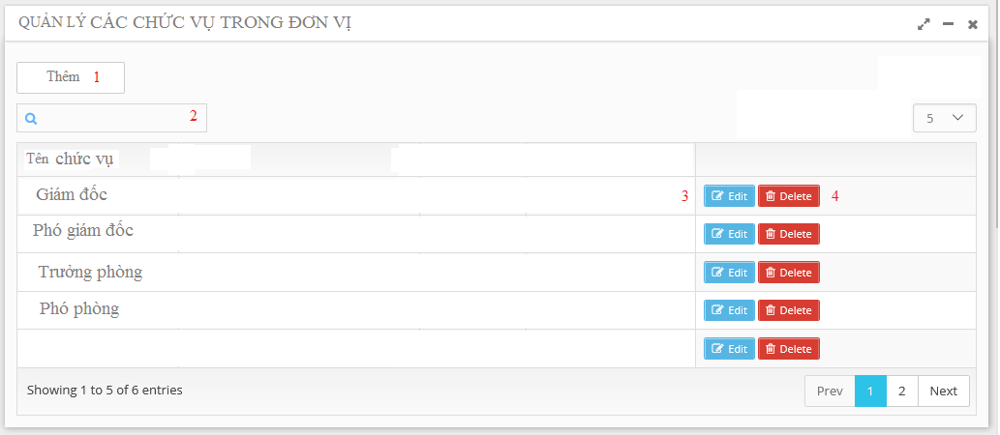 QUẢN LÝ CÁC CHỨC VỤ TRONG ĐƠN VỊ
Thêm 1
2
5
Tên chức vụ
Giám đốc 3 Edit Delete 4
Phó giám đốc Edit Delete
Trưởng phòng Edit Delete
Phó phòng Edit Delete
Edit Delete
Showing 1 to 5 of 6 entries Prev 1 2 Next